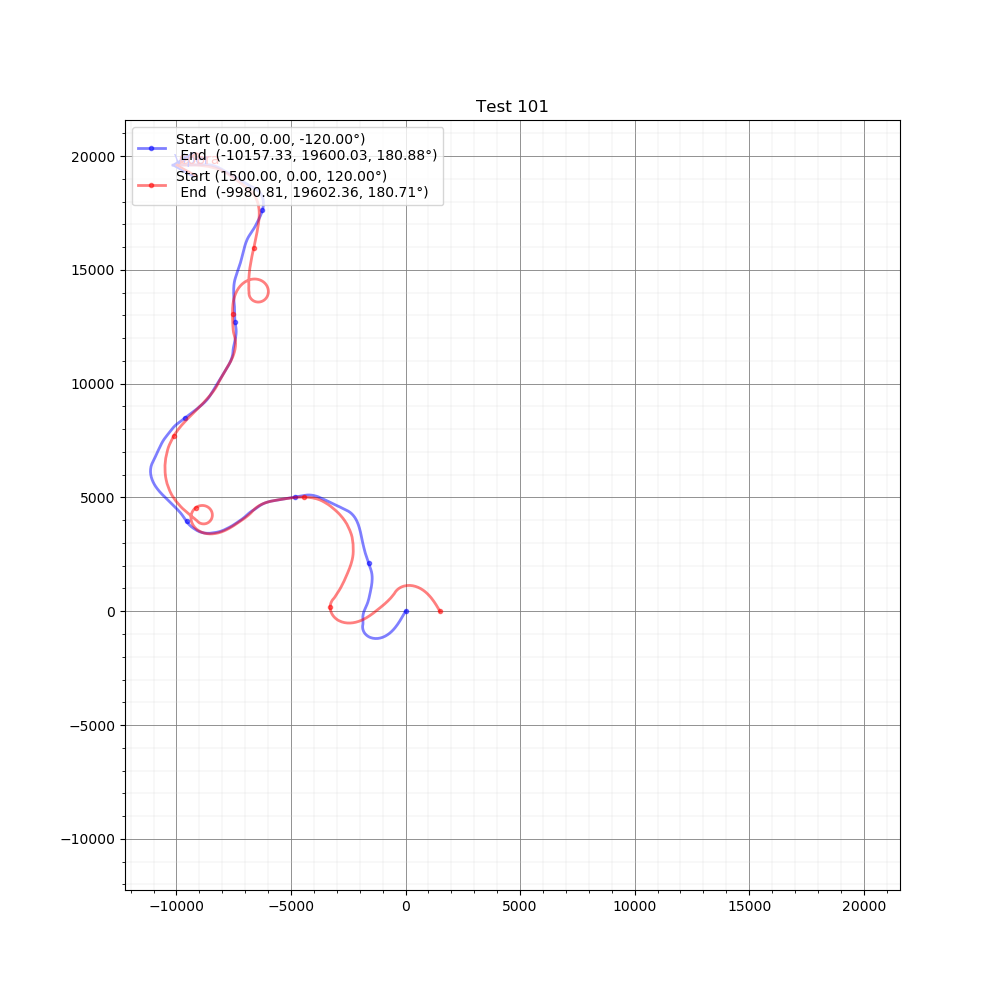 Test 101
Start (0.00, 0.00, -120.00°)
End (-10157.33, 19600.03, 180.88°)
Start (1500.00, 0.00, 120.00°)
End (-9980.81, 19602.36, 180.71°)
20000
15000
10000
5000
0
−5000
−10000
−10000 −5000 0 5000 10000 15000 20000